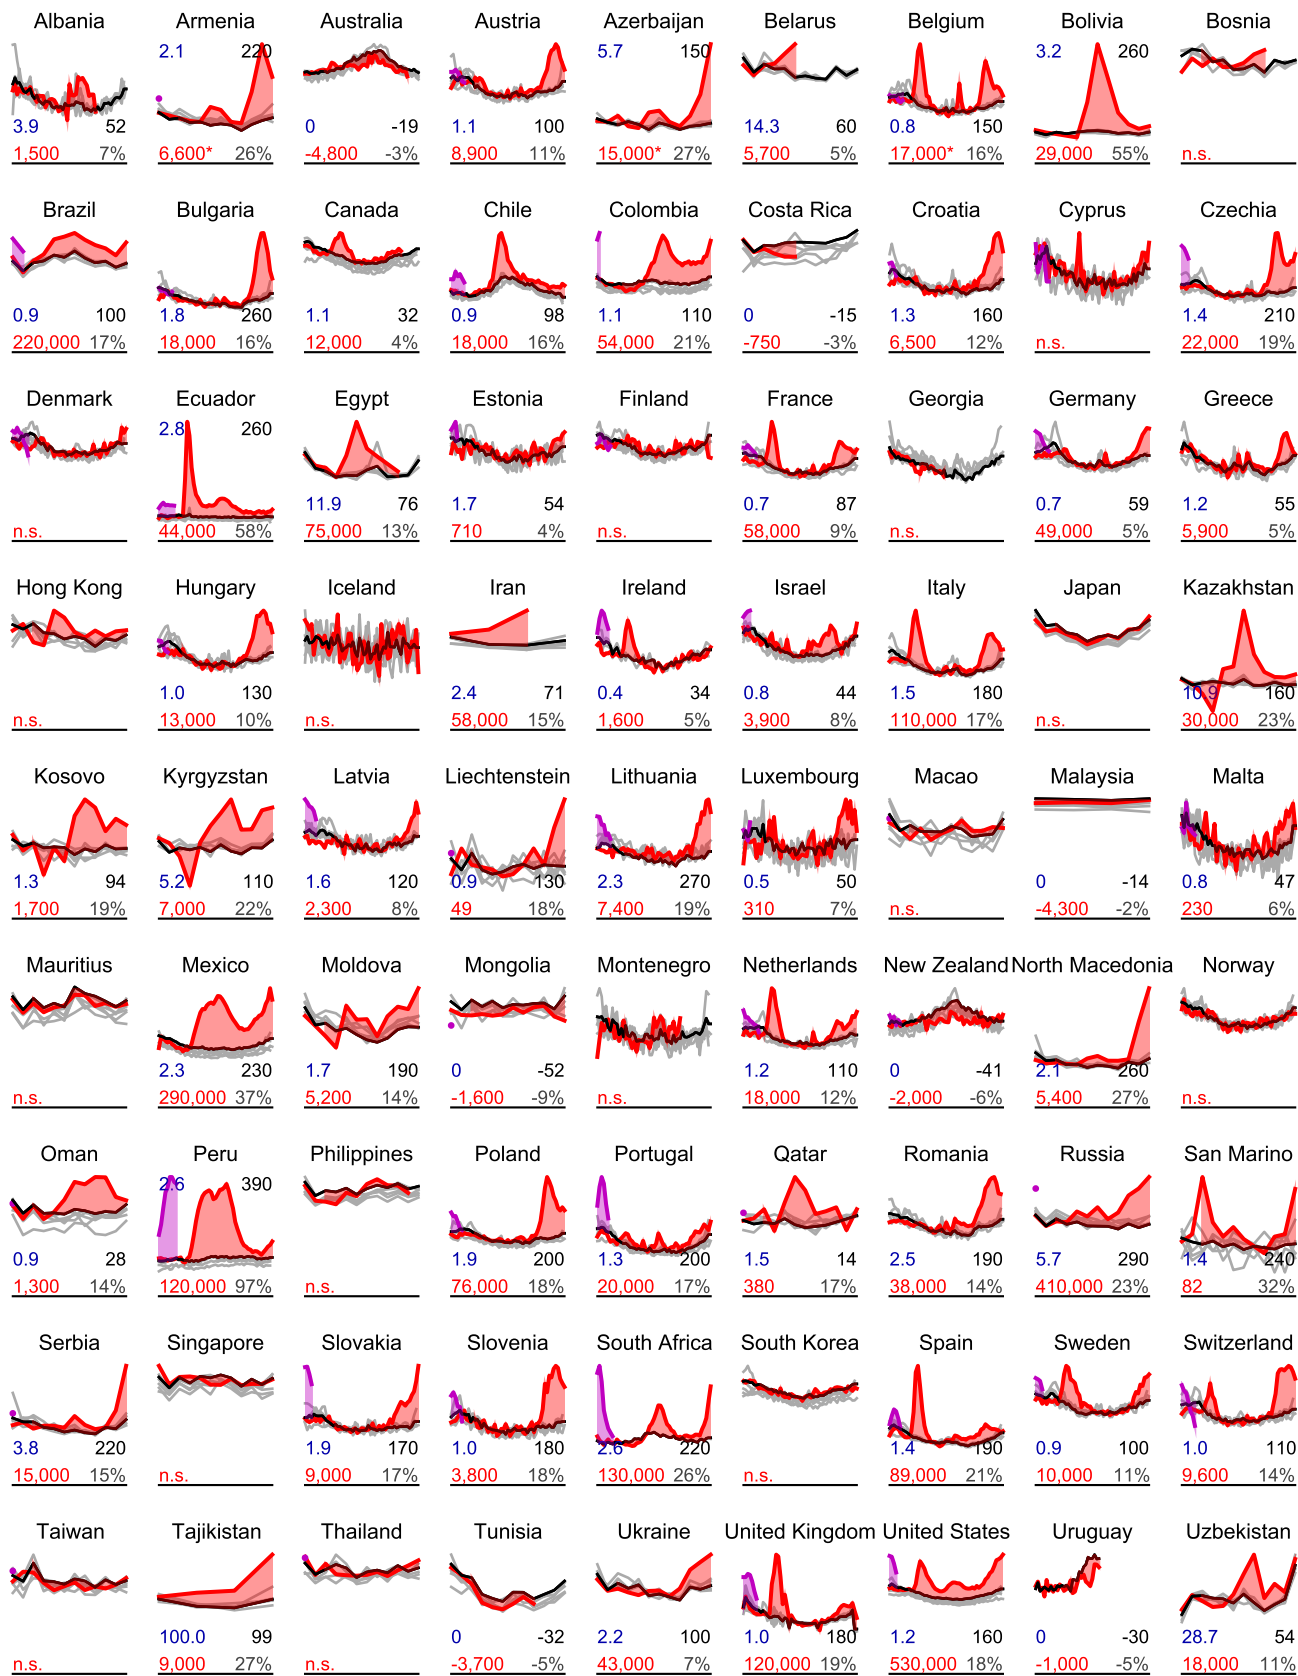 Albania Armenia Australia Austria Azerbaijan Belarus Belgium Bolivia Bosnia
2.1 220 5.7 150 3.2 260
3.9 52 0 -19 1.1 100 14.3 60 0.8 150
1,500 7% 6,600* 26% -4,800 -3% 8,900 11% 15,000* 27% 5,700 5% 17,000* 16% 29,000 55% n.s.
Brazil Bulgaria Canada Chile Colombia Costa Rica Croatia Cyprus Czechia
0.9 100 1.8 260 1.1 32 0.9 98 1.1 110 0 -15 1.3 160 1.4 210
220,000 17% 18,000 16% 12,000 4% 18,000 16% 54,000 21% -750 -3% 6,500 12% n.s. 22,000 19%
Denmark Ecuador Egypt Estonia Finland France Georgia Germany Greece
2.8 260
11.9 76 1.7 54 0.7 87 0.7 59 1.2 55
n.s. 44,000 58% 75,000 13% 710 4% n.s. 58,000 9% n.s. 49,000 5% 5,900 5%
Hong Kong Hungary Iceland Iran Ireland Israel Italy Japan Kazakhstan
1.0 130 2.4 71 0.4 34 0.8 44 1.5 180 10.9 160
n.s. 13,000 10% n.s. 58,000 15% 1,600 5% 3,900 8% 110,000 17% n.s. 30,000 23%
Kosovo Kyrgyzstan Latvia Liechtenstein Lithuania Luxembourg Macao Malaysia Malta
1.3 94 5.2 110 1.6 120 0.9 130 2.3 270 0.5 50 0 -14 0.8 47
1,700 19% 7,000 22% 2,300 8% 49 18% 7,400 19% 310 7% n.s. -4,300 -2% 230 6%
Mauritius Mexico Moldova Mongolia Montenegro Netherlands New Zealand North Macedonia Norway
2.3 230 1.7 190 0 -52 1.2 110 0 -41 2.1 260
n.s. 290,000 37% 5,200 14% -1,600 -9% n.s. 18,000 12% -2,000 -6% 5,400 27% n.s.
Oman Peru Philippines Poland Portugal Qatar Romania Russia San Marino
2.6 390
0.9 28 1.9 200 1.3 200 1.5 14 2.5 190 5.7 290 1.4 240
1,300 14% 120,000 97% n.s. 76,000 18% 20,000 17% 380 17% 38,000 14% 410,000 23% 82 32%
Serbia Singapore Slovakia Slovenia South Africa South Korea Spain Sweden Switzerland
3.8 220 1.9 170 1.0 180 2.6 220 1.4 190 0.9 100 1.0 110
15,000 15% n.s. 9,000 17% 3,800 18% 130,000 26% n.s. 89,000 21% 10,000 11% 9,600 14%
Taiwan Tajikistan Thailand Tunisia Ukraine United Kingdom United States Uruguay Uzbekistan
100.0 99 0 -32 2.2 100 1.0 180 1.2 160 0 -30 28.7 54
n.s. 9,000 27% n.s. -3,700 -5% 43,000 7% 120,000 19% 530,000 18% -1,000 -5% 18,000 11%